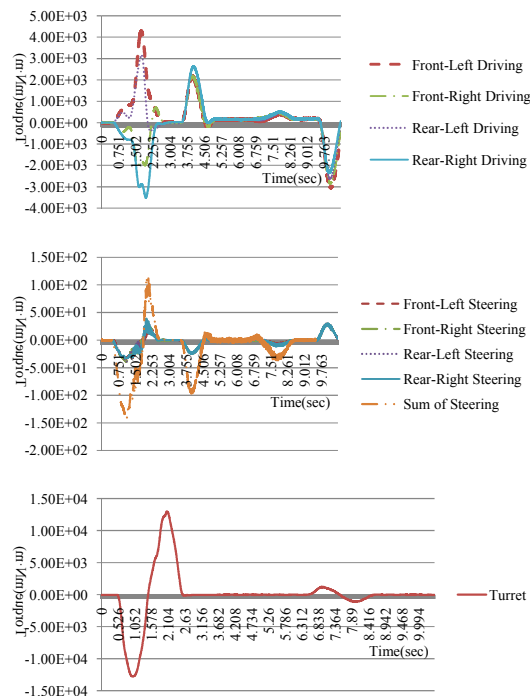 5.00E+03
4.00E+03
3.00E+03
2.00E+03
1.00E+03
0.00E+00
-1.00E+03
-2.00E+03
-3.00E+03
-4.00E+03
Torque(mN·m)
0
0.751
1.501
2.253
3.004
3.755
4.506
5.257
6.008
6.759
7.51
8.261
9.012
9.763
Time(sec)
Front-Left Driving
Front-Right Driving
Rear-Left Driving
Rear-Right Driving
1.50E+02
1.00E+02
5.00E+01
0.00E+00
-5.00E+01
-1.00E+02
-1.50E+02
-2.00E+02
Torque(mN·m)
0
0.751
1.502
2.253
3.004
3.755
4.506
5.257
6.008
6.759
7.51
8.261
9.012
9.763
Time(sec)
Front-Left Steering
Front-Right Steering
Rear-Left Steering
Rear-Right Steering
Sum of Steering
1.50E+04
1.00E+04
5.00E+03
0.00E+00
-5.00E+03
-1.00E+04
-1.50E+04
Torque(mN·m)
0
0.526
1.052
1.578
2.104
2.63
3.156
3.682
4.208
4.734
5.26
5.786
6.312
6.838
7.364
7.89
8.416
8.942
9.468
9.994
Turret